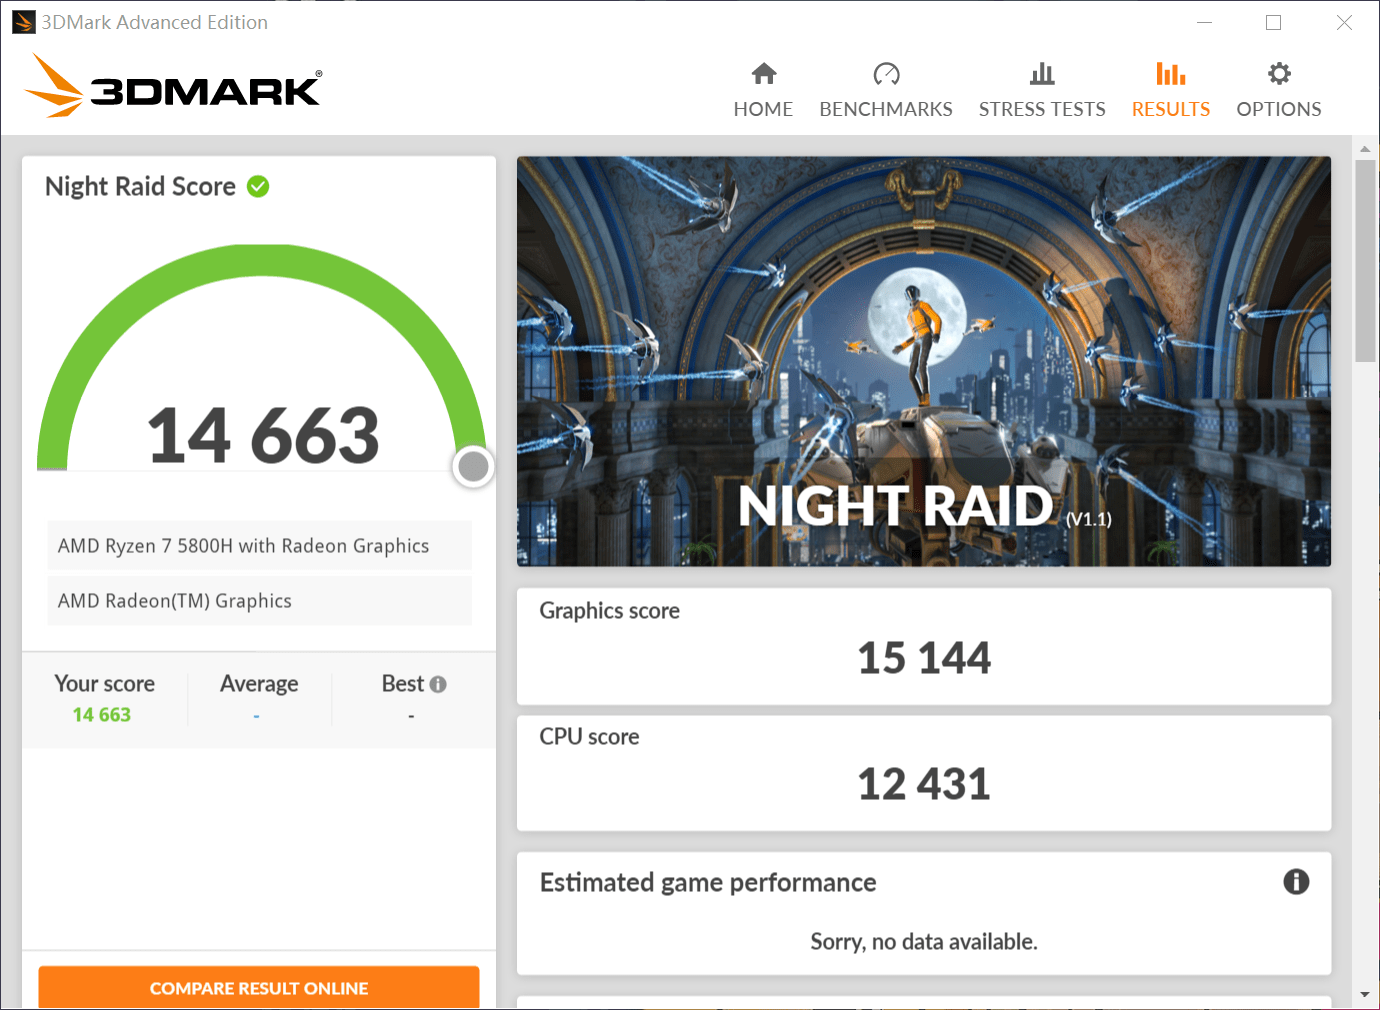 3DMark Advanced Edition
3DMARK®
HOME
BENCHMARKS
STRESS TESTS
RESULTS
OPTIONS
Night Raid Score
14 663
AMD Ryzen 7 5800H with Radeon Graphics
AMD Radeon(TM) Graphics
Your score
14 663
Average
-
Best
-
COMPARE RESULT ONLINE
NIGHT RAID (V1.1)
Graphics score
15 144
CPU score
12 431
Estimated game performance
Sorry, no data available.